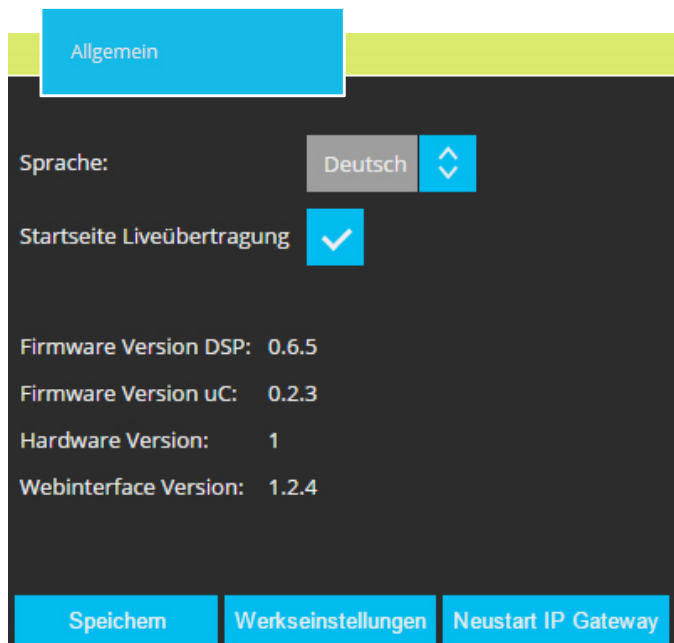 Allgemein
Sprache: Deutsch
Startseite Liveübertragung
Firmware Version DSP: 0.6.5
Firmware Version uC: 0.2.3
Hardware Version: 1
Webinterface Version: 1.2.4
Speichern Werkseinstellungen Neustart IP Gateway